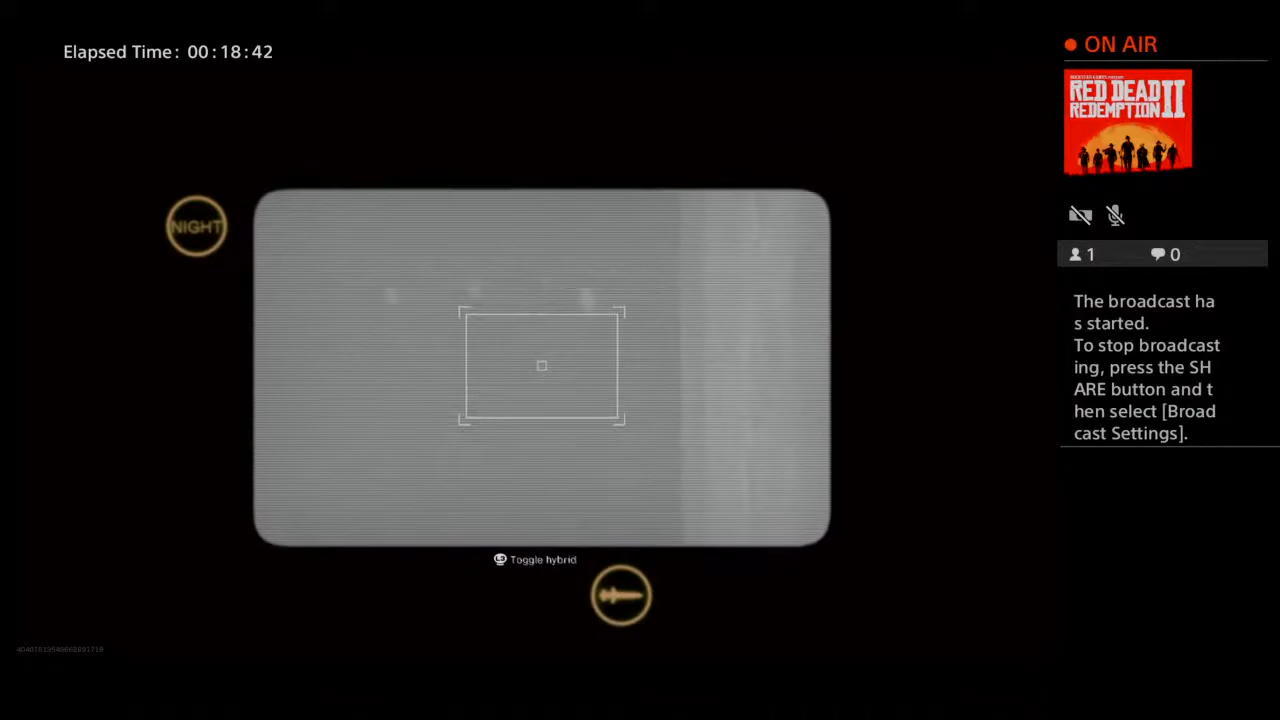 Elapsed Time: 00:18:42
ON AIR
RED DEAD
REDEMPTION II
NIGHT
1
0
The broadcast ha
s started.
To stop broadcast
ing, press the SH
ARE button and t
hen select [Broad
cast Settings].
L3 Toggle hybrid